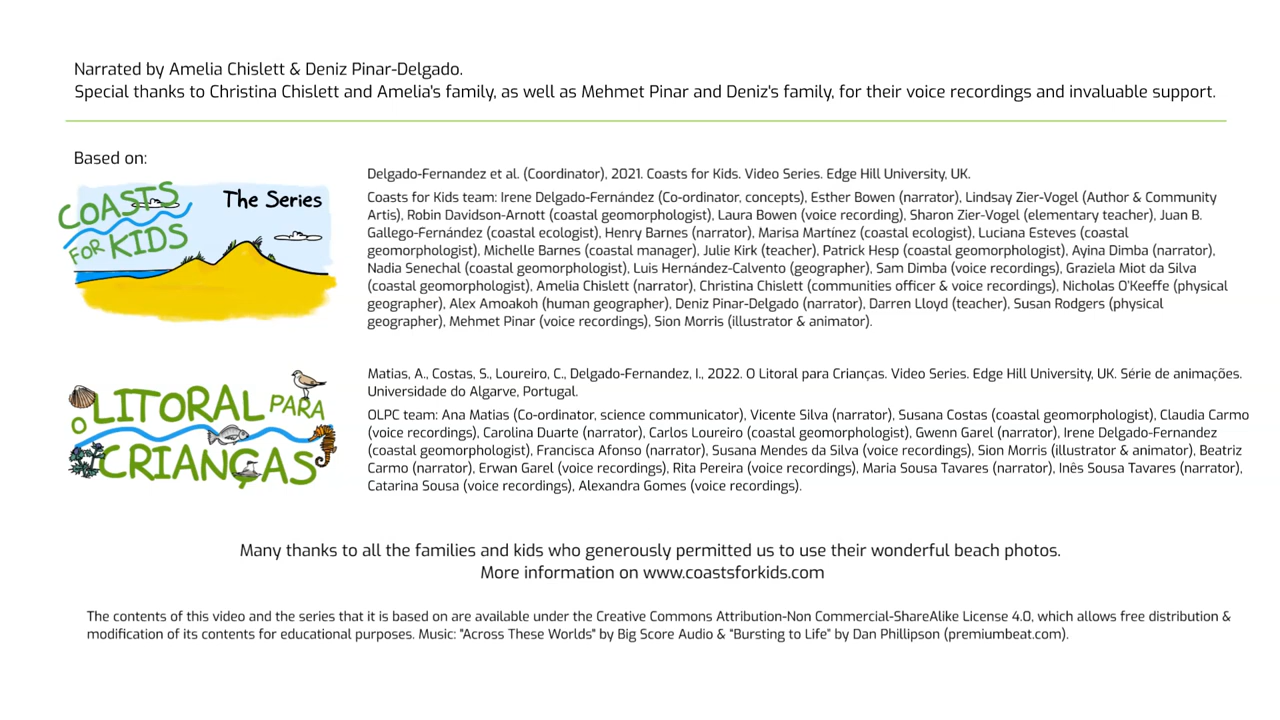 Narrated by Amelia Chislett & Deniz Pinar-Delgado.
Special thanks to Christina Chislett and Amelia's family, as well as Mehmet Pinar and Deniz's family, for their voice recordings and invaluable support.
Based on:
COASTS
FOR KIDS
The Series
Delgado-Fernandez et al. (Coordinator), 2021. Coasts for Kids. Video Series. Edge Hill University, UK.
Coasts for Kids team: Irene Delgado-Fernández (Co-ordinator, concepts), Esther Bowen (narrator), Lindsay Zier-Vogel (Author & Community
Artis), Robin Davidson-Arnott (coastal geomorphologist), Laura Bowen (voice recording), Sharon Zier-Vogel (elementary teacher), Juan B.
Gallego-Fernández (coastal ecologist), Henry Barnes (narrator), Marisa Martínez (coastal ecologist), Luciana Esteves (coastal
geomorphologist), Michelle Barnes (coastal manager), Julie Kirk (teacher), Patrick Hesp (coastal geomorphologist), Ayina Dimba (narrator),
Nadia Senechal (coastal geomorphologist), Luis Hernández-Calvento (geographer), Sam Dimba (voice recordings), Graziela Miot da Silva
(coastal geomorphologist), Amelia Chislett (narrator), Christina Chislett (communities officer & voice recordings), Nicholas O'Keeffe (physical
geographer), Alex Amoakoh (human geographer), Deniz Pinar-Delgado (narrator), Darren Lloyd (teacher), Susan Rodgers (physical
geographer), Mehmet Pinar (voice recordings), Sion Morris (illustrator & animator).
O LITORAL PARA
CRIANÇAS
Matias, A., Costas, S., Loureiro, C., Delgado-Fernandez, I., 2022. O Litoral para Crianças. Video Series. Edge Hill University, UK. Série de animações.
Universidade do Algarve, Portugal.
OLPC team: Ana Matias (Co-ordinator, science communicator), Vicente Silva (narrator), Susana Costas (coastal geomorphologist), Claudia Carmo
(voice recordings), Carolina Duarte (narrator), Carlos Loureiro (coastal geomorphologist), Gwenn Garel (narrator), Irene Delgado-Fernandez
(coastal geomorphologist), Francisca Afonso (narrator), Susana Mendes da Silva (voice recordings), Sion Morris (illustrator & animator), Beatriz
Carmo (narrator), Erwan Garel (voice recordings), Rita Pereira (voice recordings), Maria Sousa Tavares (narrator), Inês Sousa Tavares (narrator),
Catarina Sousa (voice recordings), Alexandra Gomes (voice recordings).
Many thanks to all the families and kids who generously permitted us to use their wonderful beach photos.
More information on www.coastsforkids.com
The contents of this video and the series that it is based on are available under the Creative Commons Attribution-Non Commercial-ShareAlike License 4.0, which allows free distribution &
modification of its contents for educational purposes. Music: "Across These Worlds" by Big Score Audio & "Bursting to Life" by Dan Phillipson (premiumbeat.com).